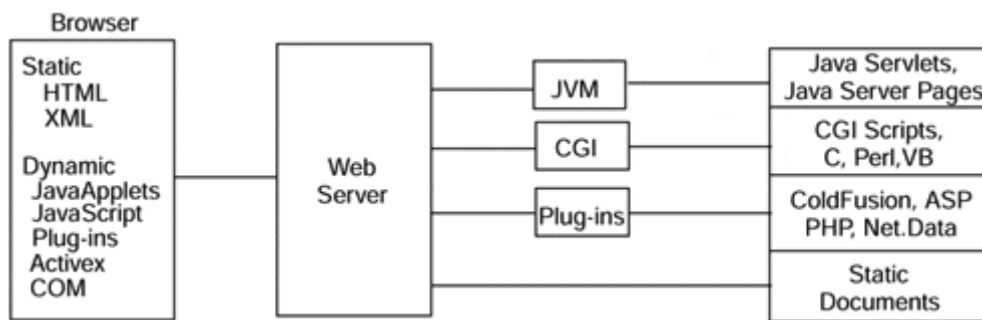 Browser
Static
HTML
XML
Dynamic
JavaApplets
JavaScript
Plug-ins
Activex
COM
Web
Server
JVM
CGI
Plug-ins
Java Servlets,
Java Server Pages
CGI Scripts,
C, Perl,VB
ColdFusion, ASP
PHP, Net.Data
Static
Documents